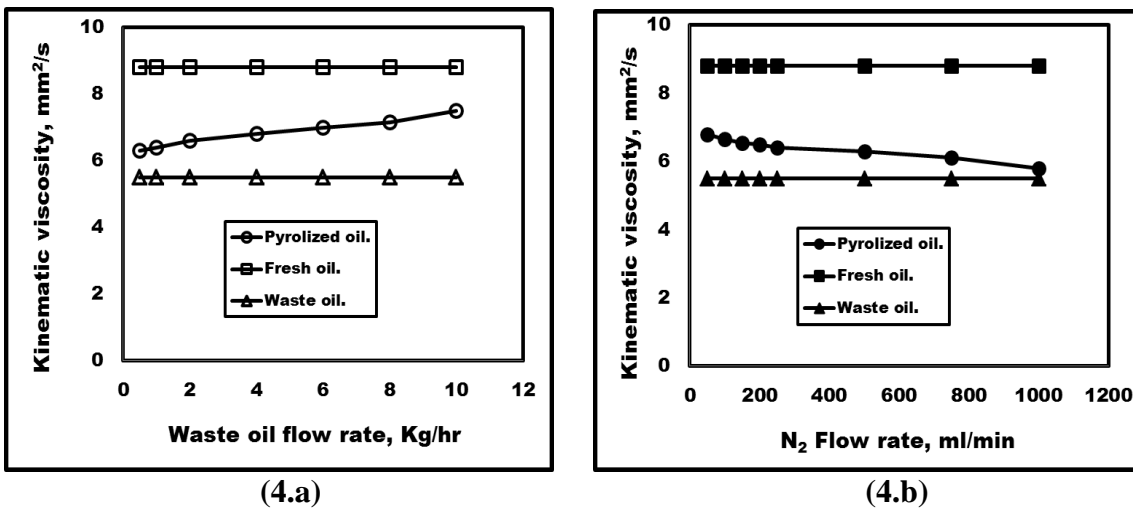 Kinematic viscosity, mm²/s
10
8
6
4
2
0
Pyrolized oil.
Fresh oil.
Waste oil.
0 2 4 6 8 10 12
Waste oil flow rate, Kg/hr
(4.a)
Kinematic viscosity, mm²/s
10
8
6
4
2
0
Pyrolized oil.
Fresh oil.
Waste oil.
0 200 400 600 800 1000 1200
N₂ Flow rate, ml/min
(4.b)